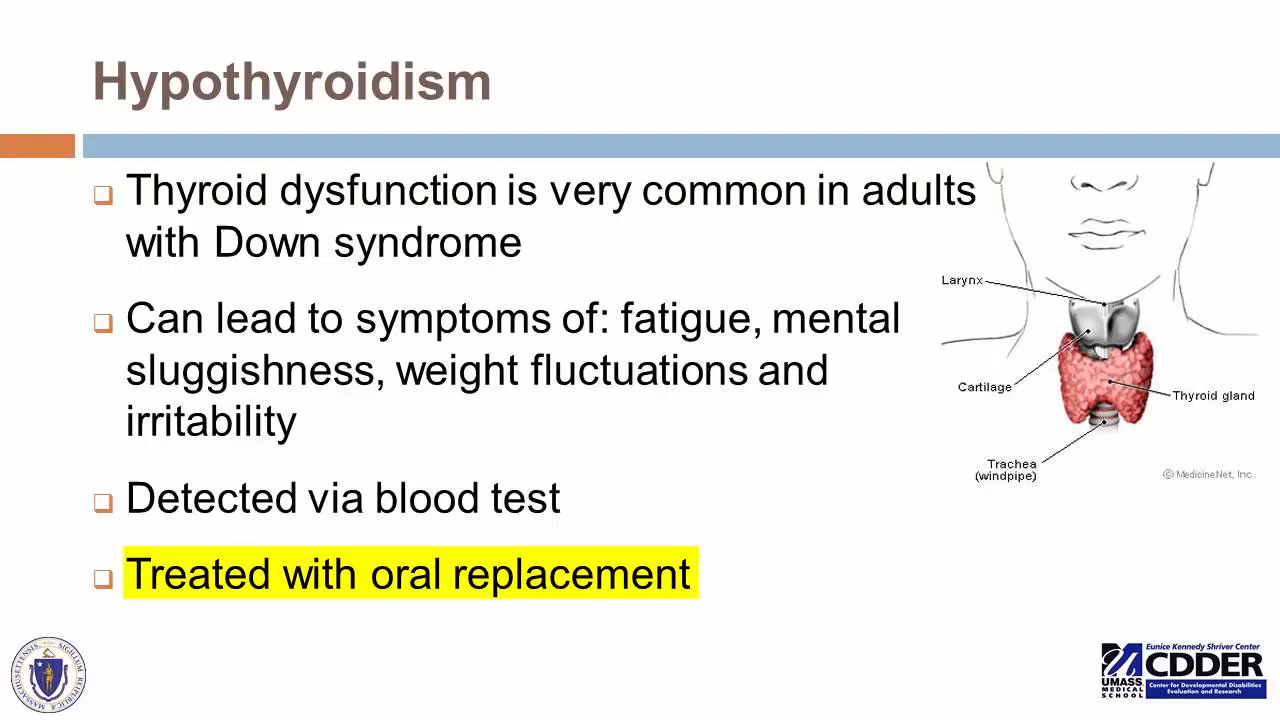 Hypothyroidism
Thyroid dysfunction is very common in adults
with Down syndrome
Can lead to symptoms of: fatigue, mental
sluggishness, weight fluctuations and
irritability
Detected via blood test
Treated with oral replacement
Larynx
Cartilage
Thyroid gland
Trachea
(windpipe)
© MedicineNet, Inc.
Eunice Kennedy Shriver Center
CDDER
UMASS
MEDICAL
SCHOOL
Center for Developmental Disabilities
Evaluation and Research